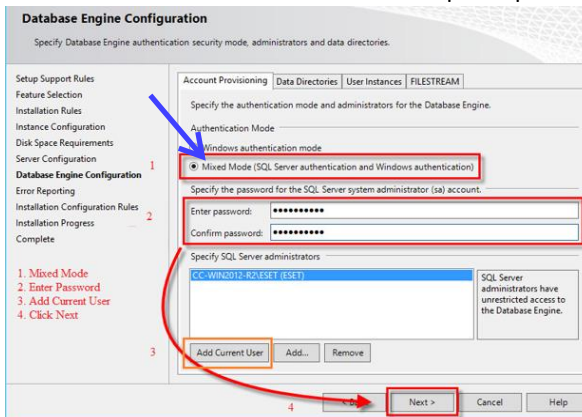 Database Engine Configuration
Specify Database Engine authentication security mode, administrators and data directories.
Setup Support Rules
Feature Selection
Installation Rules
Instance Configuration
Disk Space Requirements
Server Configuration
Database Engine Configuration
Error Reporting
Installation Configuration Rules
Installation Progress
Complete
1. Mixed Mode
2. Enter Password
3. Add Current User
4. Click Next
Account Provisioning Data Directories User Instances FILESTREAM
Specify the authentication mode and administrators for the Database Engine.
Authentication Mode
Windows authentication mode
1
Mixed Mode (SQL Server authentication and Windows authentication)
Specify the password for the SQL Server system administrator (sa) account.
2
Enter password:
Confirm password:
Specify SQL Server administrators
CC-WIN2012-R2\ESET (ESET)
SQL Server
administrators have
unrestricted access to
the Database Engine.
3
Add Current User Add... Remove
4
Next > Cancel Help